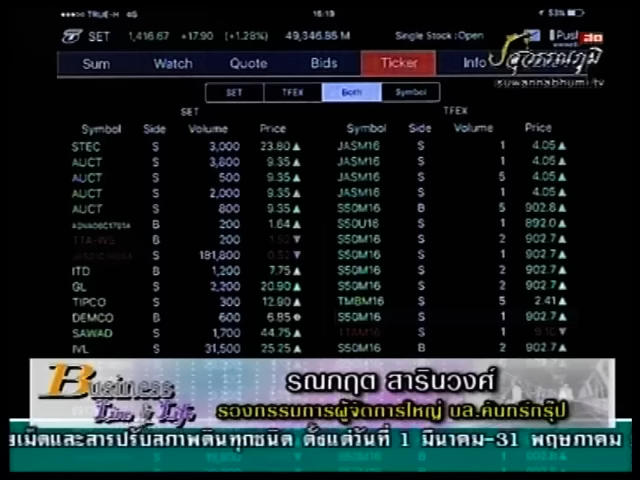 TRUE-H 4G 16:19 53%
SET 1,416.67 +17.90 (+1.28%) 49,346.85 M Single Stock :Open Push
สุวรรณภูมิ
suwannabhumi.tv
Sum Watch Quote Bids Ticker Info
SET TFEX Both Symbol
SET TFEX
Symbol Side Volume Price Symbol Side Volume Price
STEC S 3,000 23.80▲ JASM16 S 1 4.05▲
AUCT S 3,800 9.35▲ JASM16 S 1 4.05▲
AUCT S 500 9.35▲ JASM16 S 5 4.05▲
AUCT S 2,000 9.35▲ JASM16 S 1 4.05▲
AUCT S 800 9.35▲ S50M16 B 5 902.8▲
B 200 1.64▲ S50U16 S 1 892.0▲
TTA-W5 B 200 ▼ S50M16 S 2 902.7▲
S 181,800 ▼ S50M16 S 1 902.7▲
ITD B 1,200 7.75▲ S50M16 S 2 902.7▲
GL S 2,200 20.90▲ S50M16 S 1 902.7▲
TIPCO S 300 12.90▲ TMBM16 S 5 2.41▲
DEMCO B 600 6.85 S50M16 S 1 902.7▲
SAWAD S 1,700 44.75▲ TTAM16 S 1 9.10▼
IVL B 31,500 25.25▲ S50M16 B 2 902.7▲
Business
Line & Life
รณกฤต สารินวงศ์
รองกรรมการผู้จัดการใหญ่ บล.คันทรี่กรุ๊ป
ยเม็ดและสารปรับสภาพดินทุกชนิด ตั้งแต่วันที่ 1 มีนาคม-31 พฤษภาคม